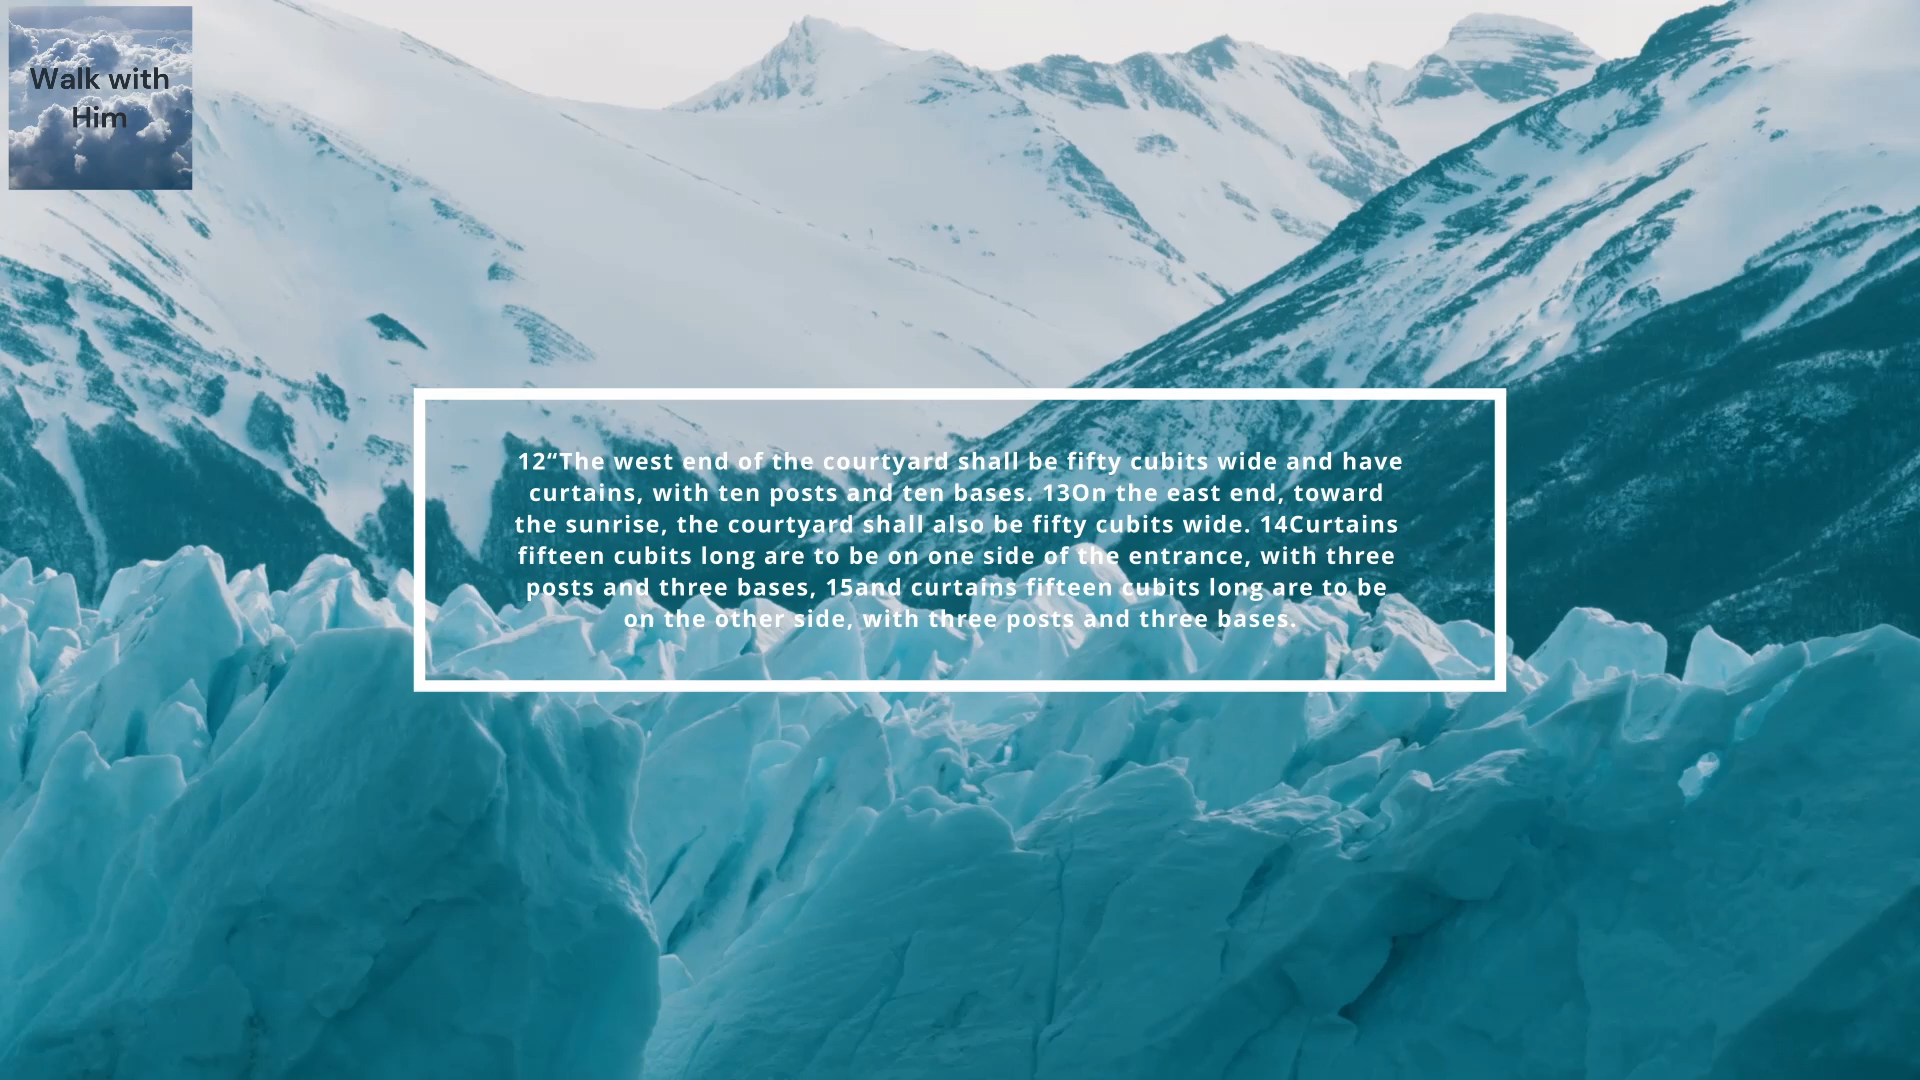 Walk with
Him
12“The west end of the courtyard shall be fifty cubits wide and have
curtains, with ten posts and ten bases. 13On the east end, toward
the sunrise, the courtyard shall also be fifty cubits wide. 14Curtains
fifteen cubits long are to be on one side of the entrance, with three
posts and three bases, 15and curtains fifteen cubits long are to be
on the other side, with three posts and three bases.